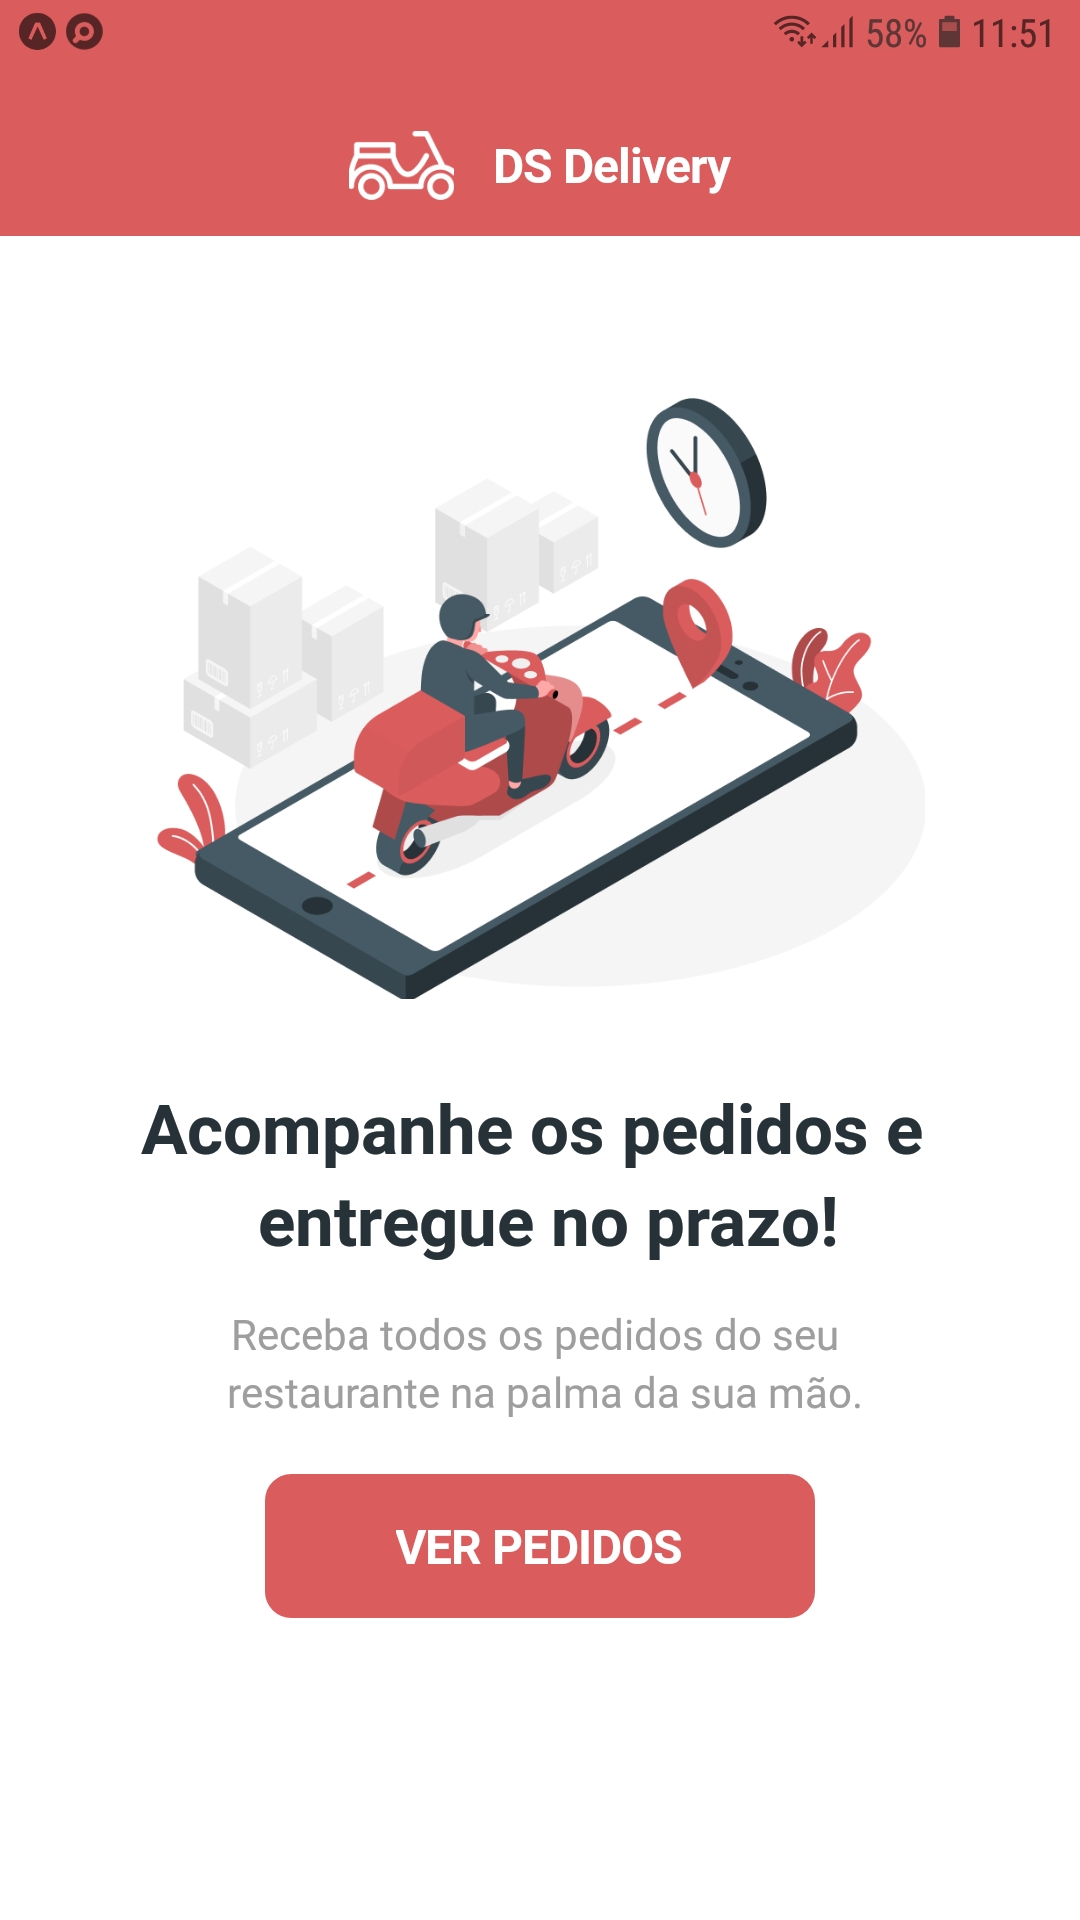 58% 11:51
DS Delivery
Acompanhe os pedidos e
entregue no prazo!
Receba todos os pedidos do seu
restaurante na palma da sua mão.
VER PEDIDOS